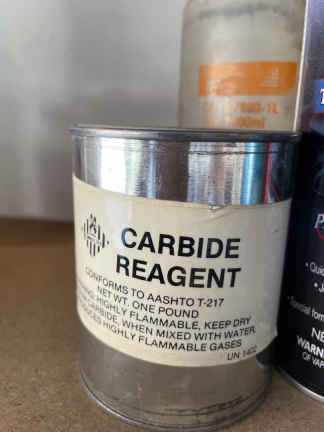 CARBIDE
REAGENT
CONFORMS TO AASHTO T-217
NET WT. ONE POUND
HIGHLY FLAMMABLE, KEEP DRY
CARBIDE, WHEN MIXED WITH WATER,
HIGHLY FLAMMABLE GASES
UN 1402